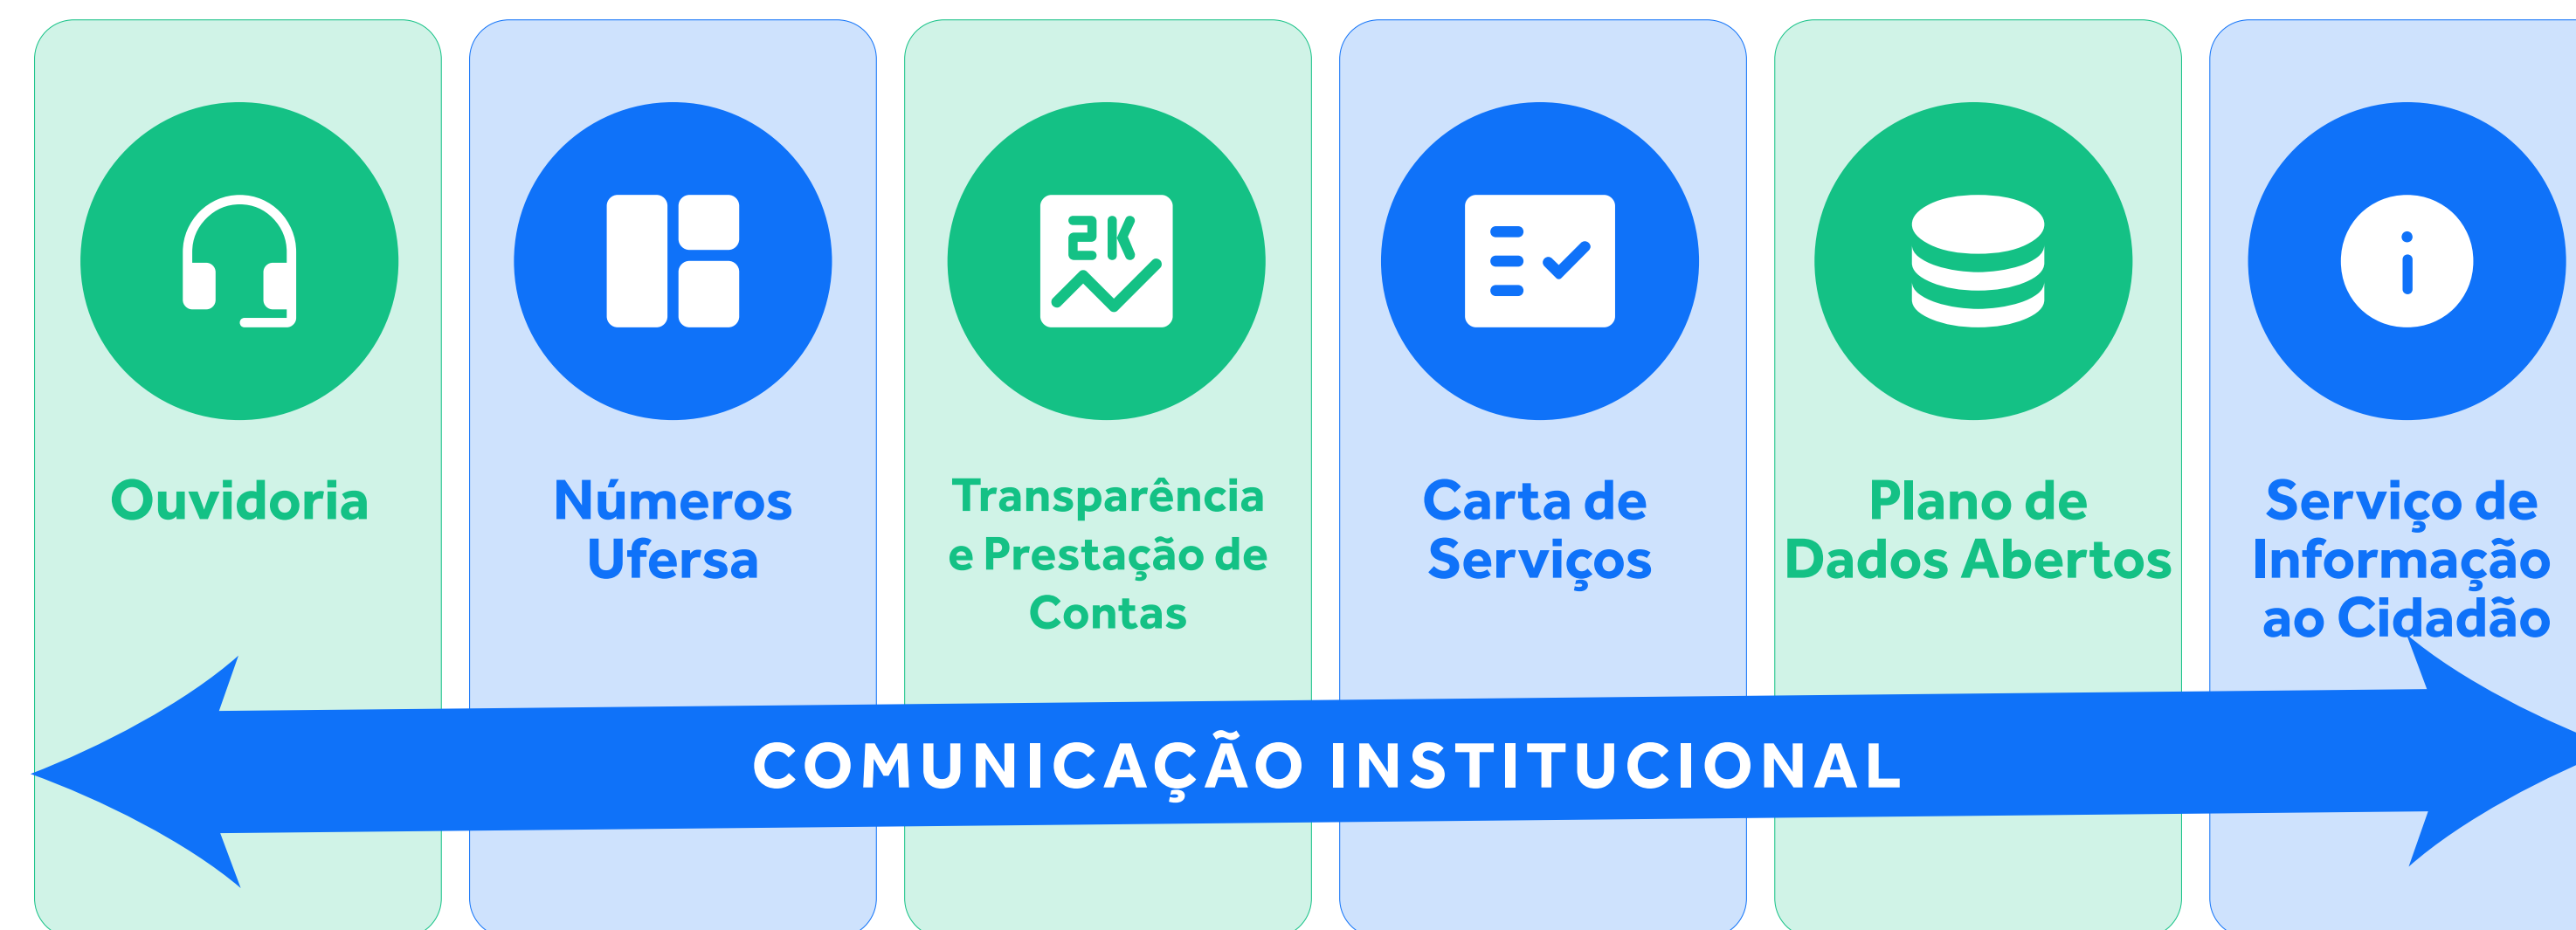 Ouvidoria
Números
Ufersa
2K
Transparência
e Prestação de
Contas
Carta de
Serviços
Plano de
Dados Abertos
Serviço de
Informação
ao Cidadão
COMUNICAÇÃO INSTITUCIONAL